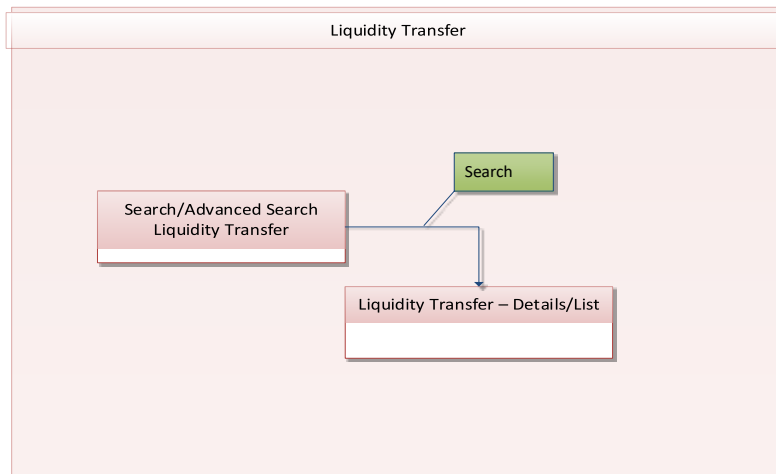 Liquidity Transfer
Search
Search/Advanced Search
Liquidity Transfer
Liquidity Transfer – Details/List